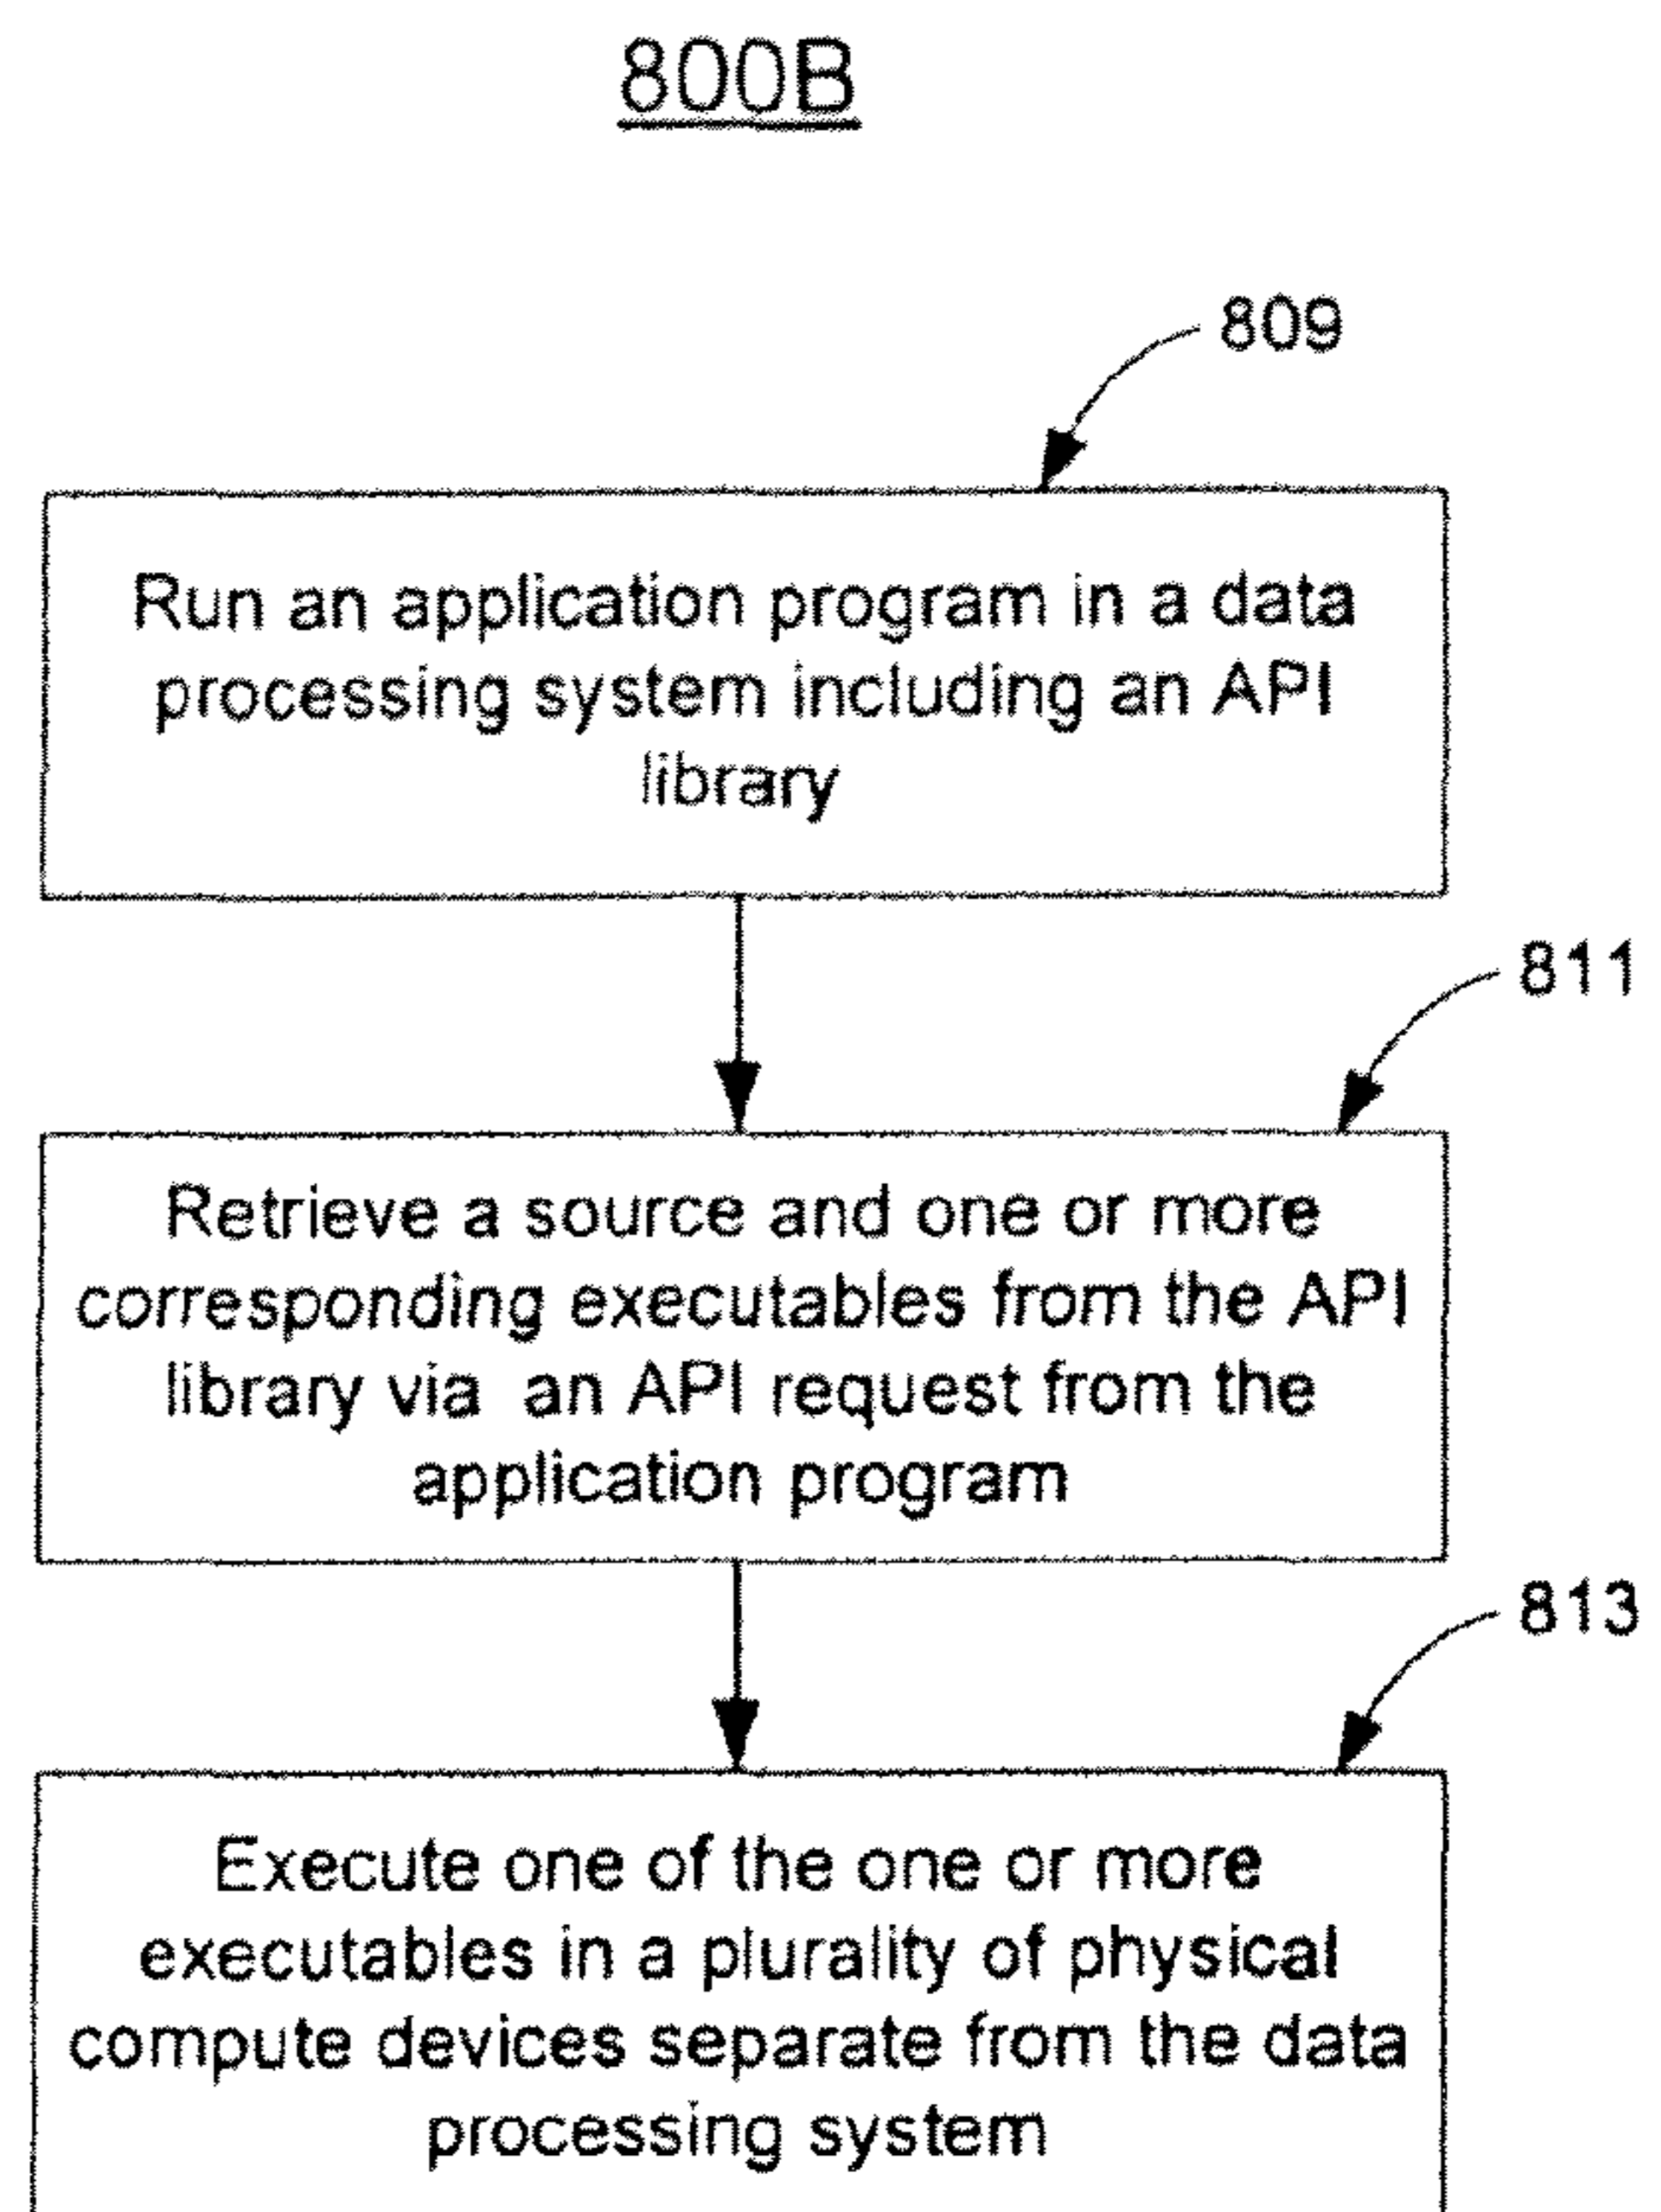 800B
809
Run an application program in a data
processing system including an API
library
811
Retrieve a source and one or more
corresponding executables from the API
library via an API request from the
application program
813
Execute one of the one or more
executables in a plurality of physical
compute devices separate from the data
processing system